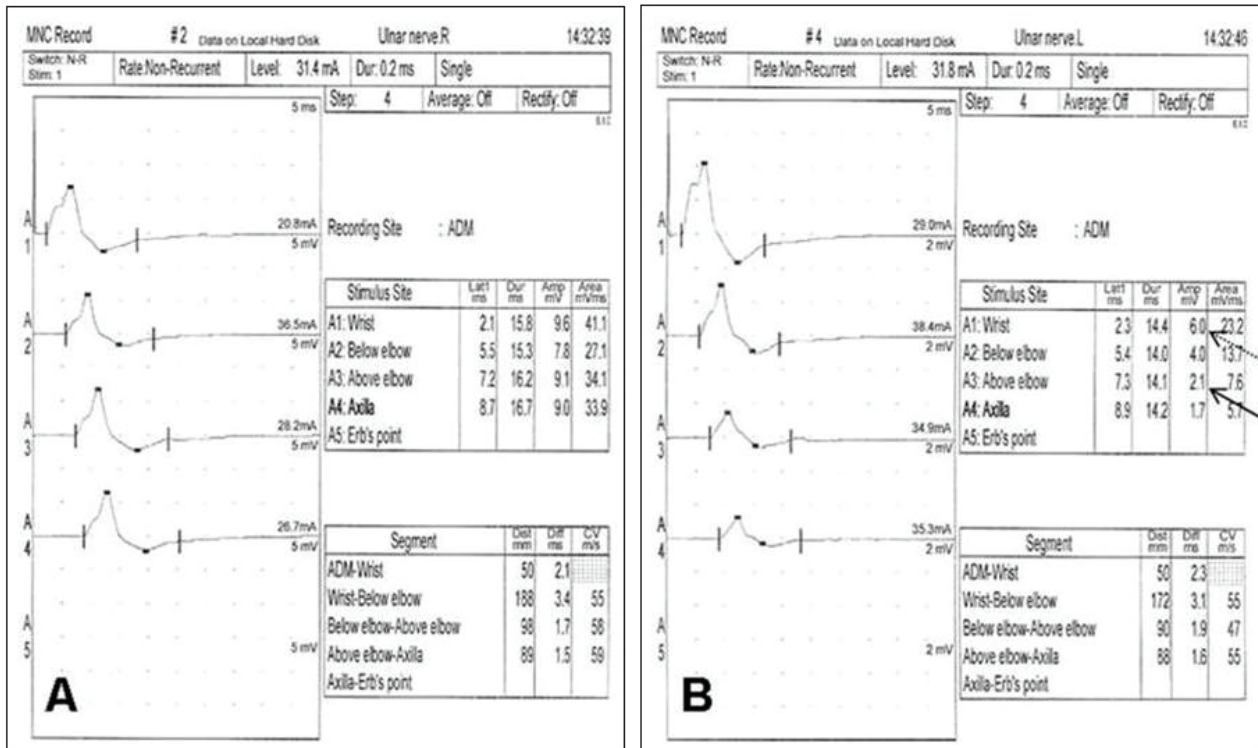 MNC Record #2 Data on Local Hard Disk Ulnar nerve.R 14:32:39
Switch: N-R
Stim: 1
Rate:Non-Recurrent Level: 31.4 mA Dur: 0.2 ms Single
Step: 4 Average: Off Rectify: Off
5 ms
A
1
20.8mA
5 mV
Recording Site : ADM
A
2
36.5mA
5 mV
A
3
28.2mA
5 mV
A
4
26.7mA
5 mV
A
5
5 mV
Stimulus Site Lat1 ms Dur ms Amp mV Area mVms
A1: Wrist 2.1 15.8 9.6 41.1
A2: Below elbow 5.5 15.3 7.8 27.1
A3: Above elbow 7.2 16.2 9.1 34.1
A4: Axilla 8.7 16.7 9.0 33.9
A5: Erb's point
Segment Dist mm Diff ms CV m/s
ADM-Wrist 50 2.1
Wrist-Below elbow 188 3.4 55
Below elbow-Above elbow 98 1.7 58
Above elbow-Axilla 89 1.5 59
Axilla-Erb's point
A
MNC Record #4 Data on Local Hard Disk Ulnar nerve.L 14:32:46
Switch: N-R
Stim: 1
Rate:Non-Recurrent Level: 31.8 mA Dur: 0.2 ms Single
Step: 4 Average: Off Rectify: Off
5 ms
A
1
29.0mA
2 mV
Recording Site : ADM
A
2
38.4mA
2 mV
A
3
34.9mA
2 mV
A
4
35.3mA
2 mV
A
5
2 mV
Stimulus Site Lat1 ms Dur ms Amp mV Area mVms
A1: Wrist 2.3 14.4 6.0 23.2
A2: Below elbow 5.4 14.0 4.0 13.7
A3: Above elbow 7.3 14.1 2.1 7.6
A4: Axilla 8.9 14.2 1.7 5.7
A5: Erb's point
Segment Dist mm Diff ms CV m/s
ADM-Wrist 50 2.3
Wrist-Below elbow 172 3.1 55
Below elbow-Above elbow 90 1.9 47
Above elbow-Axilla 88 1.6 55
Axilla-Erb's point
B